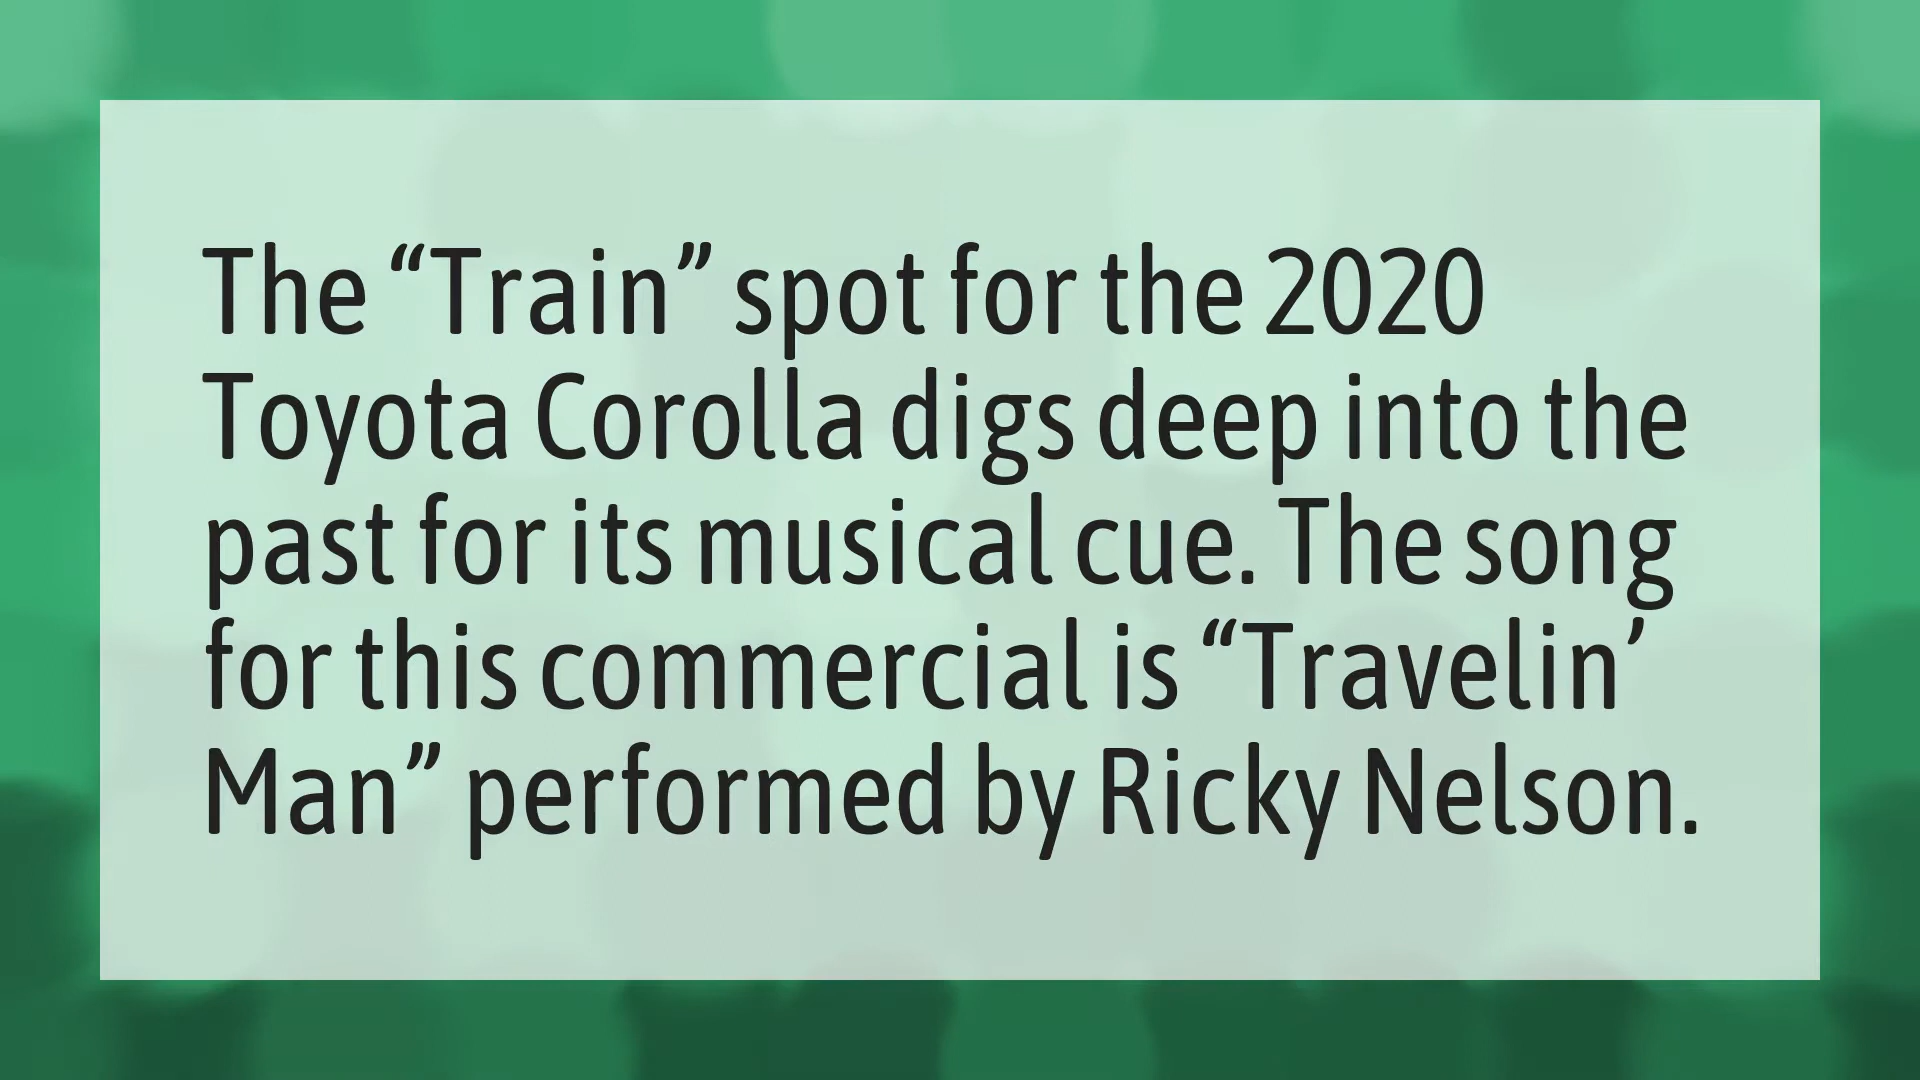 The “Train” spot for the 2020
Toyota Corolla digs deep into the
past for its musical cue. The song
for this commercial is “Travelin’
Man” performed by Ricky Nelson.